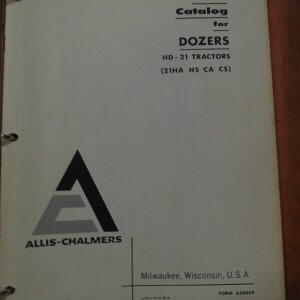 Catalog
for
DOZERS
HD-21 TRACTORS
(21HA HS CA CS)
ALLIS-CHALMERS
Milwaukee, Wisconsin, U.S.A.
FORM